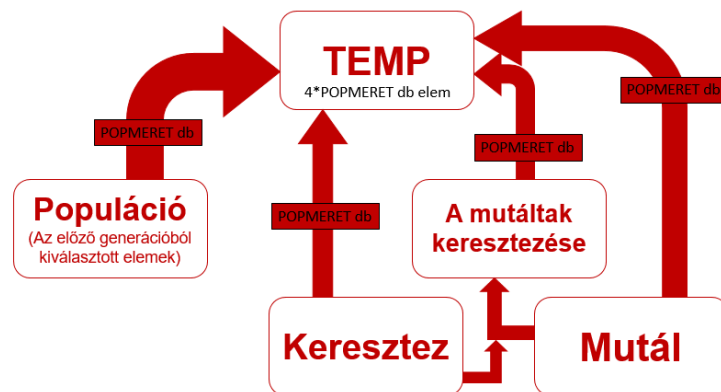 TEMP
4*POPMERET db elem
POPMERET db
POPMERET db
POPMERET db
POPMERET db
Populáció
(Az előző generációból
kiválasztott elemek)
A mutáltak
keresztezése
Keresztez
Mutál